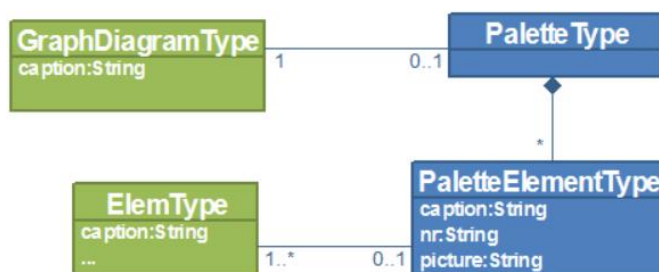 GraphDiagramType
caption:String
1
0..1
PaletteType
*
ElemType
caption:String
...
1..*
0..1
PaletteElementType
caption:String
nr:String
picture:String